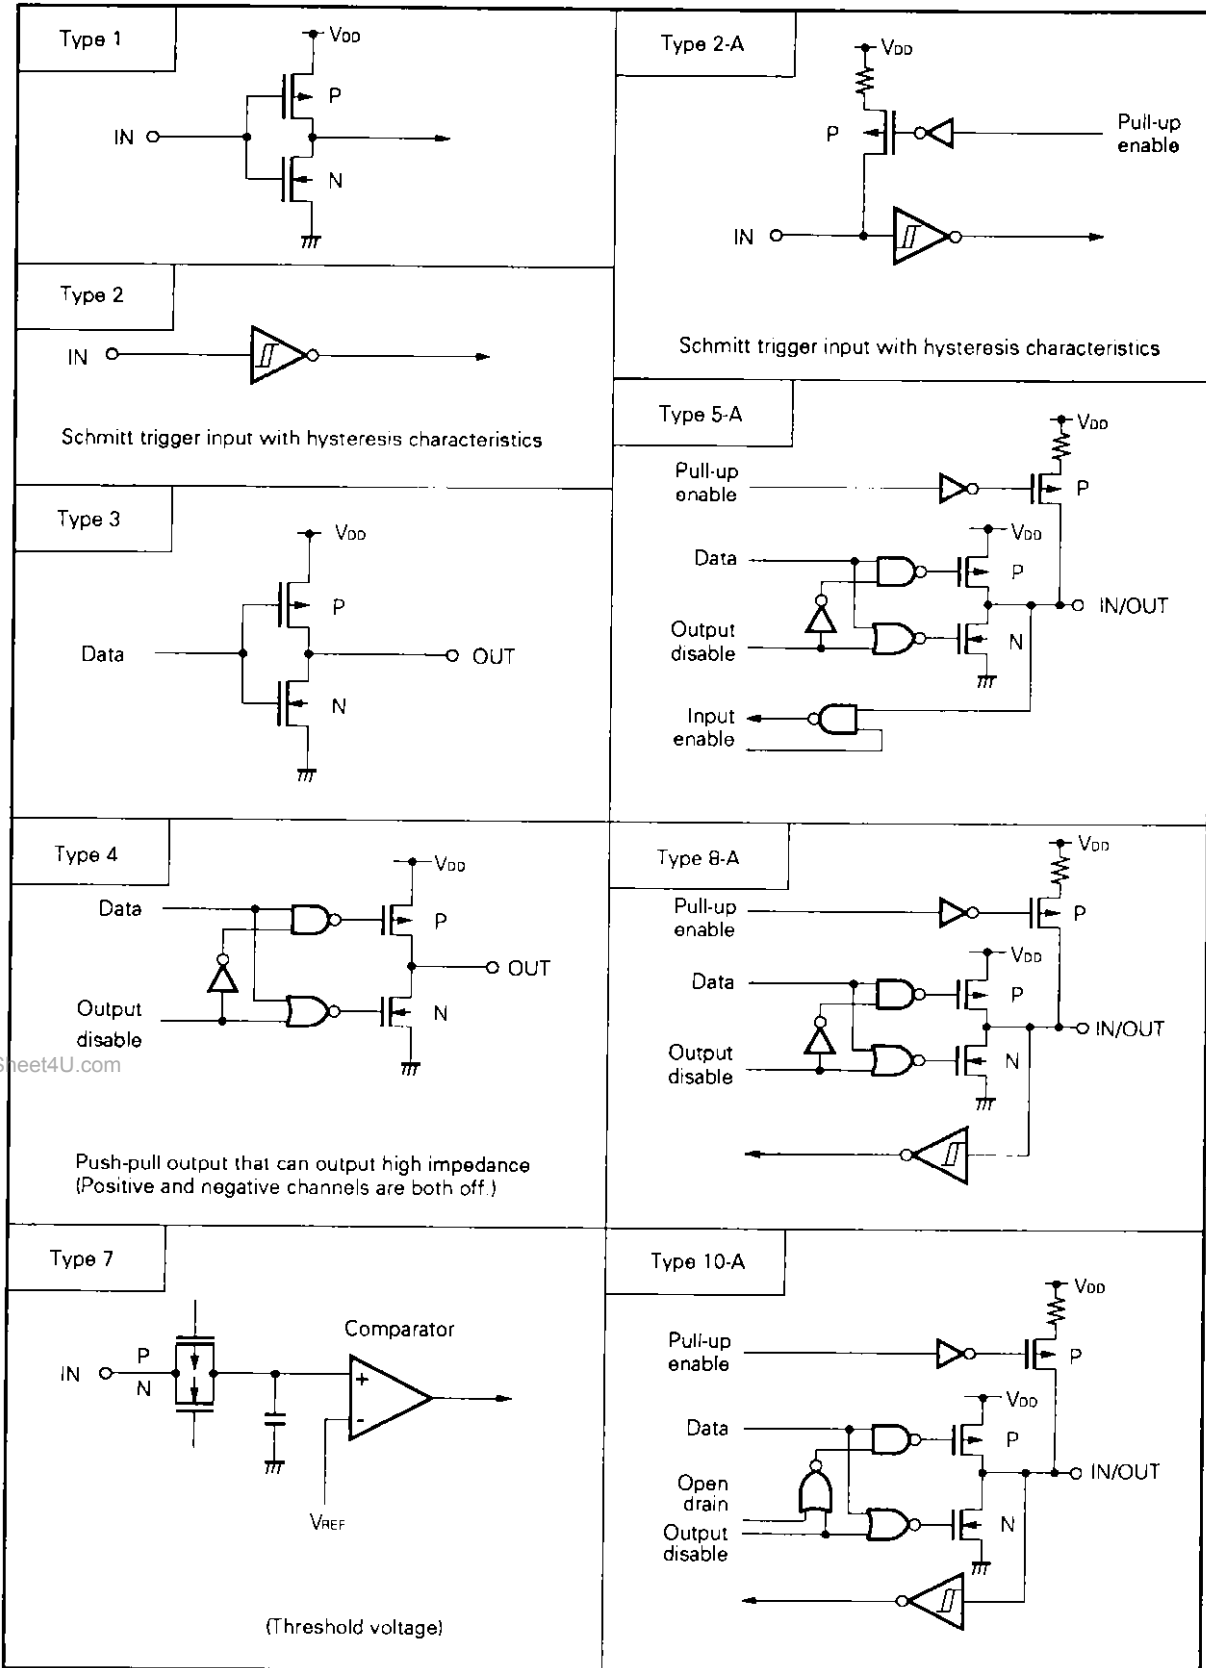 Type 1
VDD
P
IN
N
Type 2
IN
Schmitt trigger input with hysteresis characteristics
Type 3
VDD
P
Data
OUT
N
Type 4
VDD
Data
P
OUT
Output
disable
N
Sheet4U.com
Push-pull output that can output high impedance
(Positive and negative channels are both off.)
Type 7
Comparator
IN
P
N
+
-
VREF
(Threshold voltage)
Type 2-A
VDD
P
Pull-up
enable
IN
Schmitt trigger input with hysteresis characteristics
Type 5-A
VDD
Pull-up
enable
P
VDD
Data
P
IN/OUT
Output
disable
N
Input
enable
Type 8-A
VDD
Pull-up
enable
P
VDD
Data
P
IN/OUT
Output
disable
N
Type 10-A
VDD
Pull-up
enable
P
VDD
Data
P
IN/OUT
Open
drain
Output
disable
N